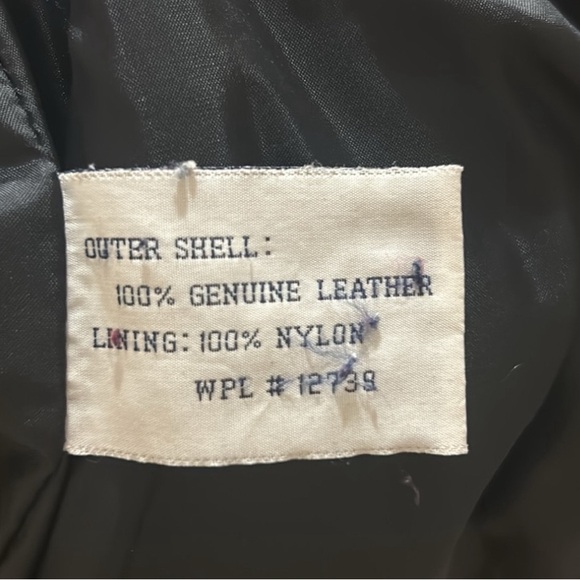 OUTER SHELL:
100% GENUINE LEATHER
LINING: 100% NYLON
WPL # 12739